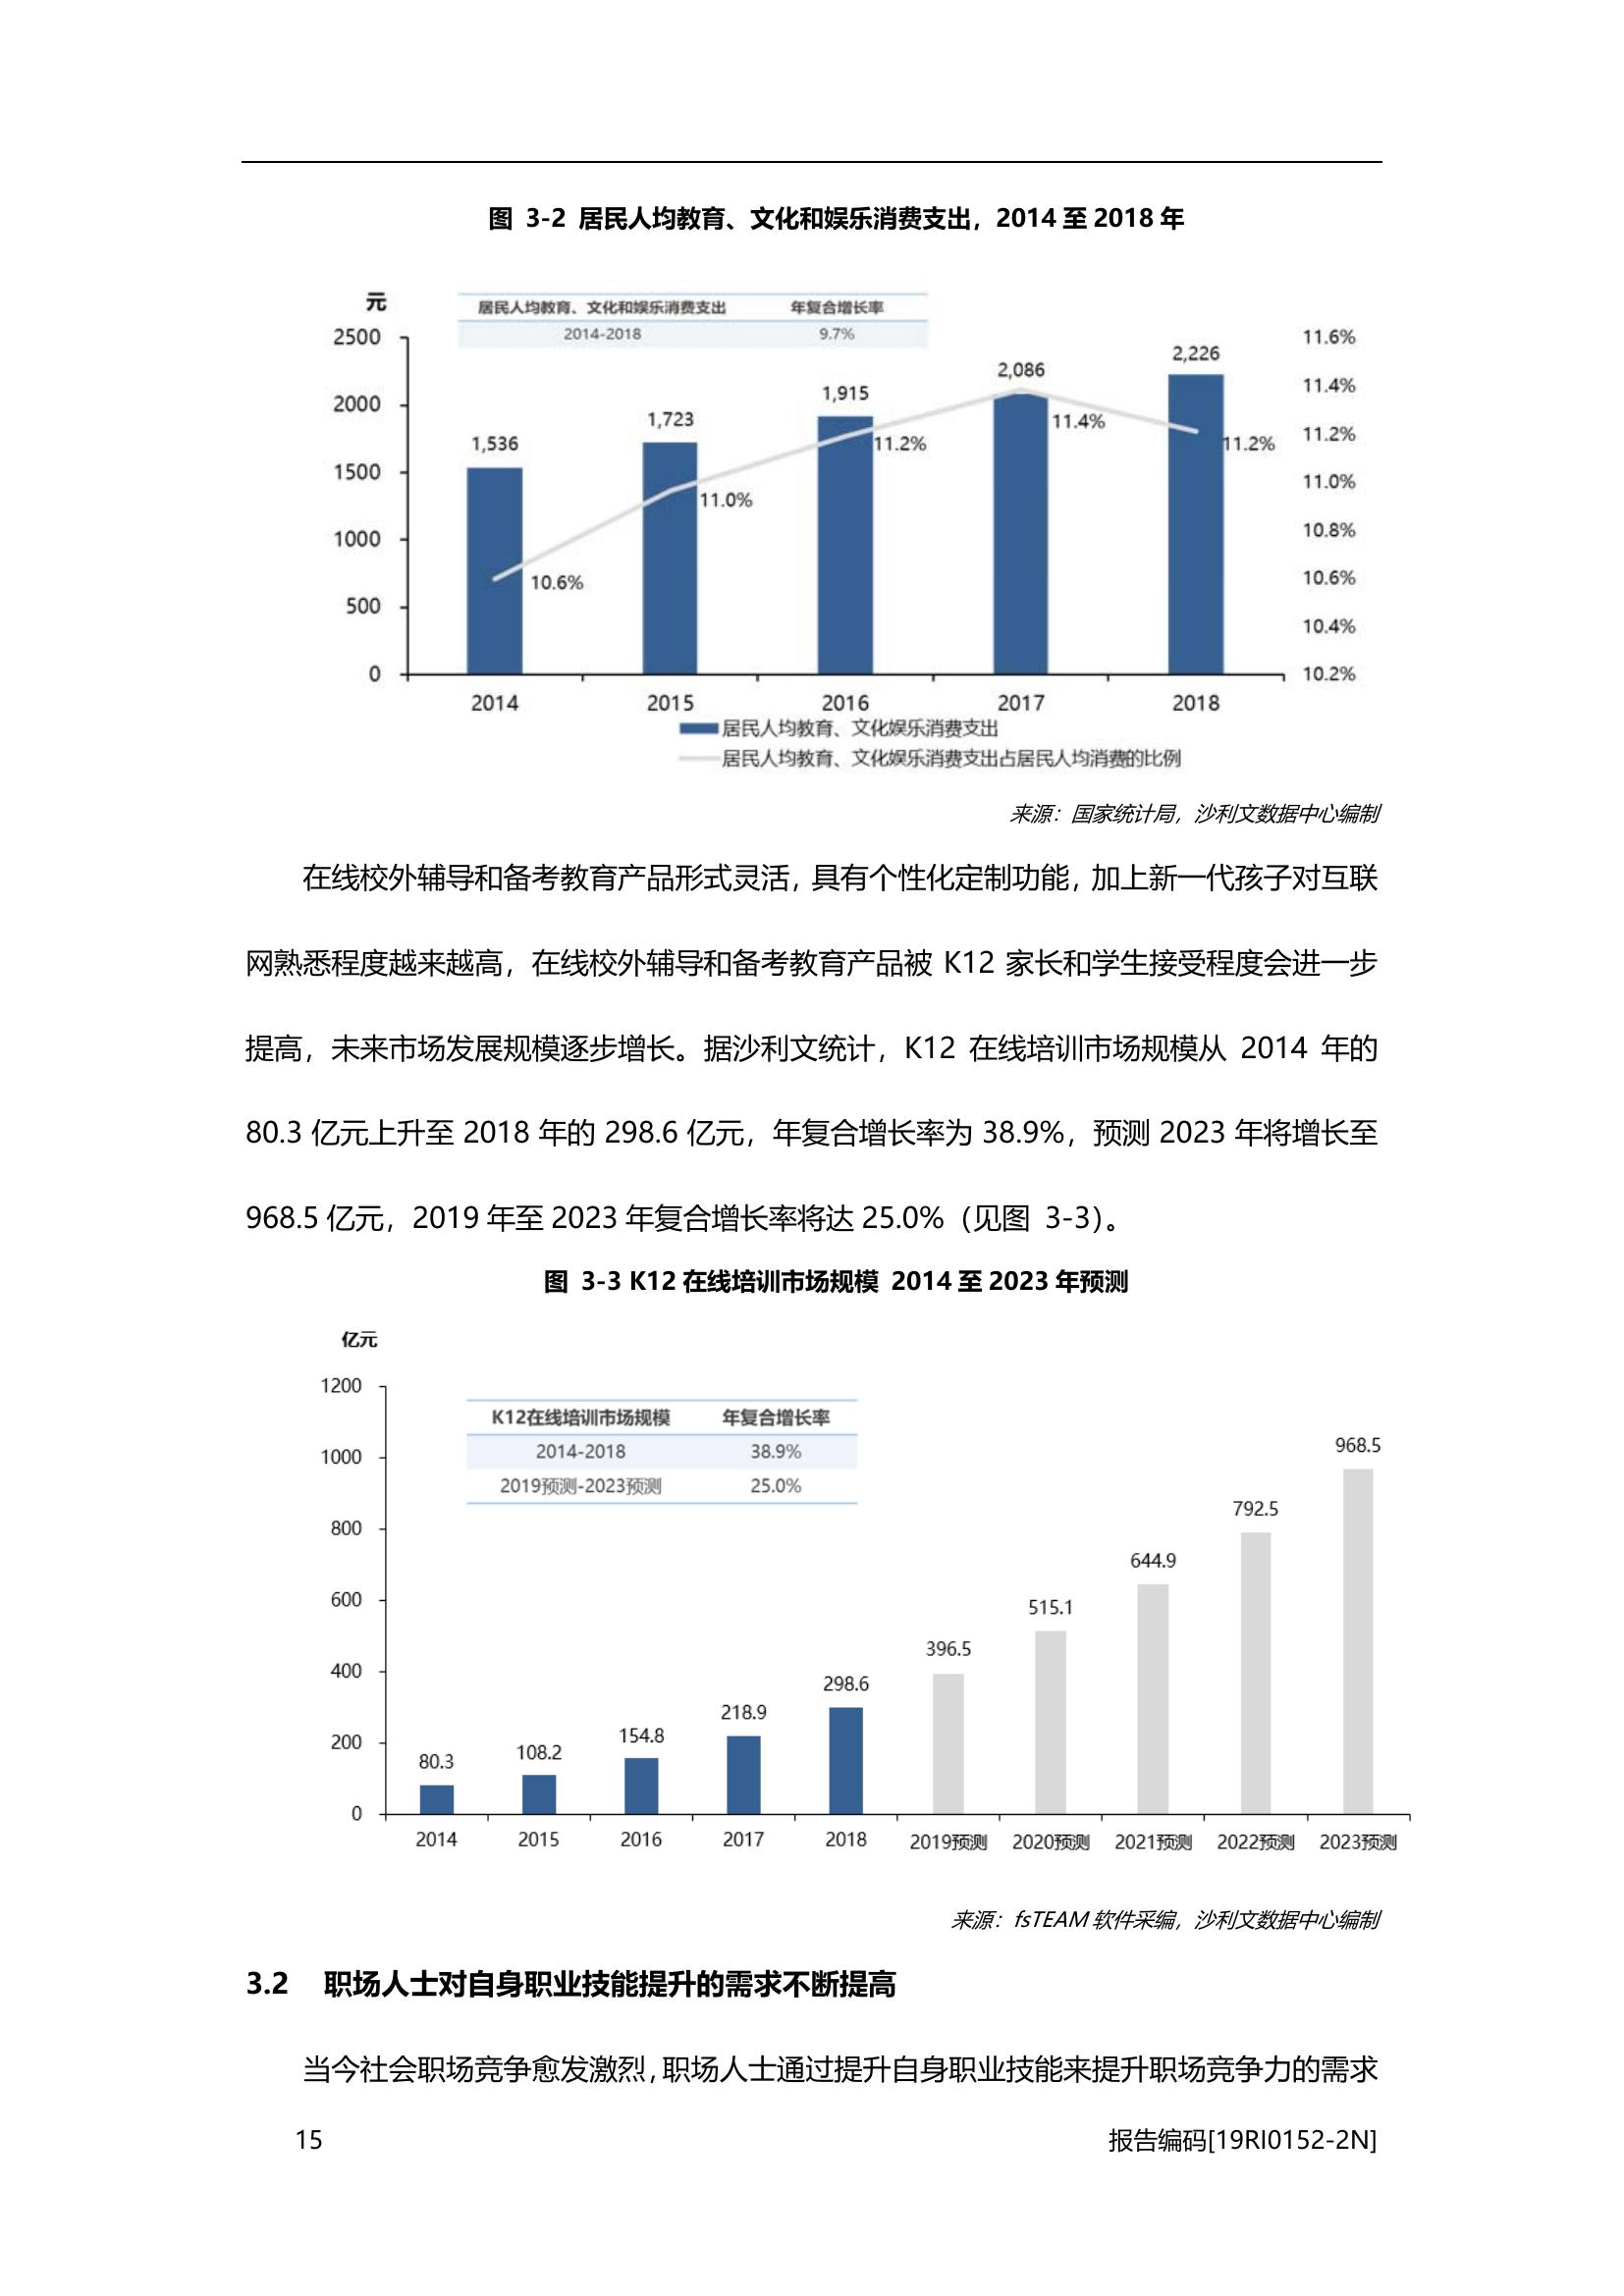 图 3-2 居民人均教育、文化和娱乐消费支出，2014 至 2018 年
元
居民人均教育、文化和娱乐消费支出 年复合增长率
2014-2018 9.7%
2500
2000
1500
1000
500
0
11.6%
11.4%
11.2%
11.0%
10.8%
10.6%
10.4%
10.2%
1,536
1,723
1,915
2,086
2,226
10.6%
11.0%
11.2%
11.4%
11.2%
2014 2015 2016 2017 2018
居民人均教育、文化娱乐消费支出
居民人均教育、文化娱乐消费支出占居民人均消费的比例
来源：国家统计局，沙利文数据中心编制
在线校外辅导和备考教育产品形式灵活，具有个性化定制功能，加上新一代孩子对互联
网熟悉程度越来越高，在线校外辅导和备考教育产品被 K12 家长和学生接受程度会进一步
提高，未来市场发展规模逐步增长。据沙利文统计，K12 在线培训市场规模从 2014 年的
80.3 亿元上升至 2018 年的 298.6 亿元，年复合增长率为 38.9%，预测 2023 年将增长至
968.5 亿元，2019 年至 2023 年复合增长率将达 25.0%（见图 3-3）。
图 3-3 K12 在线培训市场规模 2014 至 2023 年预测
亿元
1200
1000
800
600
400
200
0
K12在线培训市场规模 年复合增长率
2014-2018 38.9%
2019预测-2023预测 25.0%
80.3
108.2
154.8
218.9
298.6
396.5
515.1
644.9
792.5
968.5
2014 2015 2016 2017 2018 2019预测 2020预测 2021预测 2022预测 2023预测
来源：fsTEAM 软件采编，沙利文数据中心编制
3.2 职场人士对自身职业技能提升的需求不断提高
当今社会职场竞争愈发激烈，职场人士通过提升自身职业技能来提升职场竞争力的需求
15 报告编码[19RI0152-2N]